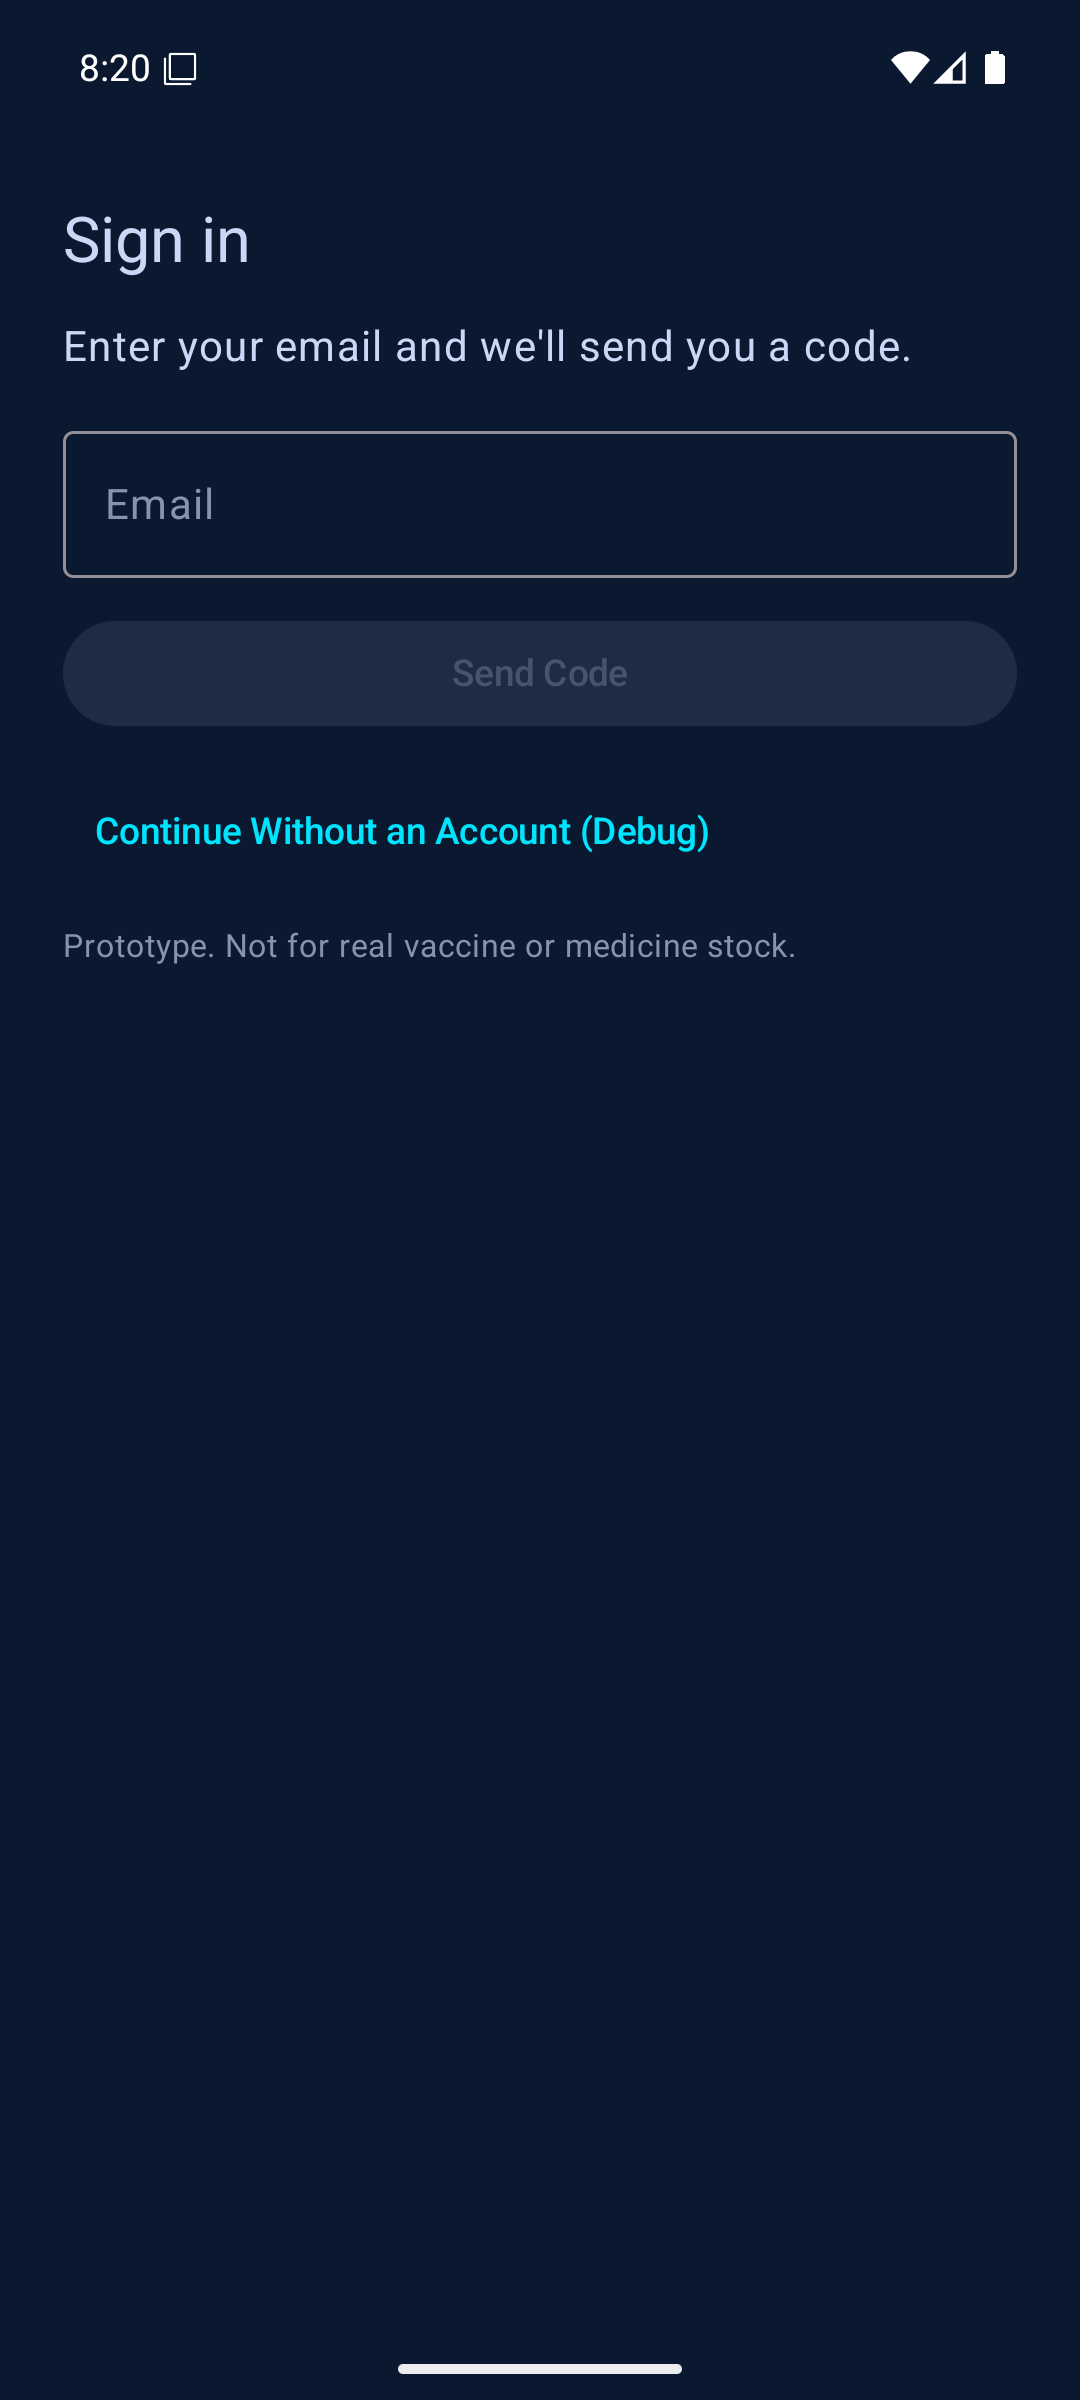 8:20
Sign in
Enter your email and we'll send you a code.
Email
Send Code
Continue Without an Account (Debug)
Prototype. Not for real vaccine or medicine stock.